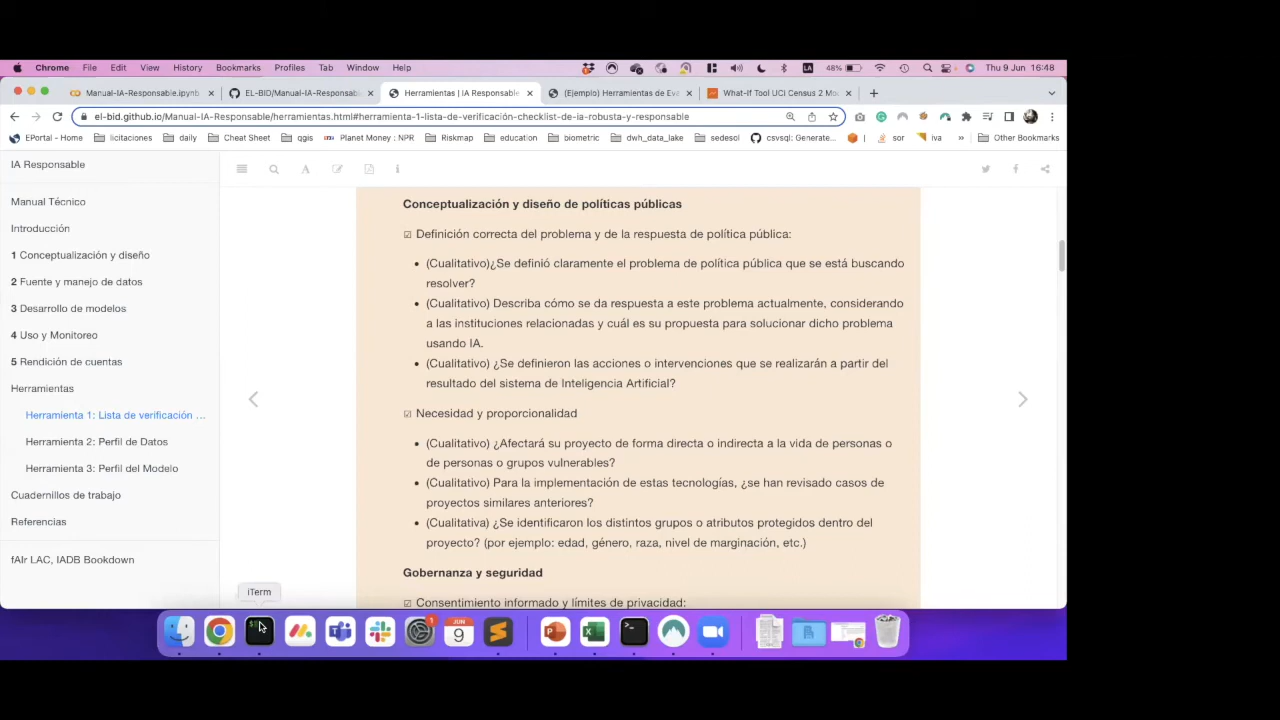 Chrome File Edit View History Bookmarks Profiles Tab Window Help LA 48% Thu 9 Jun 16:48
Manual-IA-Responsable.ipynb × EL-BID/Manual-IA-Responsable × Herramientas | IA Responsable × (Ejemplo) Herramientas de Eva × What-If Tool UCI Census 2 Mo × +
el-bid.github.io/Manual-IA-Responsable/herramientas.html#herramienta-1-lista-de-verificación-checklist-de-ia-robusta-y-responsable
EPortal - Home licitaciones daily Cheat Sheet qgis Planet Money : NPR Riskmap education biometric dwh_data_lake sedesol csvsql: Generate... sor Iva » Other Bookmarks
IA Responsable
Manual Técnico
Introducción
1 Conceptualización y diseño
2 Fuente y manejo de datos
3 Desarrollo de modelos
4 Uso y Monitoreo
5 Rendición de cuentas
Herramientas
Herramienta 1: Lista de verificación ...
Herramienta 2: Perfil de Datos
Herramienta 3: Perfil del Modelo
Cuadernillos de trabajo
Referencias
fAIr LAC, IADB Bookdown
Conceptualización y diseño de políticas públicas
☑ Definición correcta del problema y de la respuesta de política pública:
• (Cualitativo)¿Se definió claramente el problema de política pública que se está buscando
resolver?
• (Cualitativo) Describa cómo se da respuesta a este problema actualmente, considerando
a las instituciones relacionadas y cuál es su propuesta para solucionar dicho problema
usando IA.
• (Cualitativo) ¿Se definieron las acciones o intervenciones que se realizarán a partir del
resultado del sistema de Inteligencia Artificial?
☑ Necesidad y proporcionalidad
• (Cualitativo) ¿Afectará su proyecto de forma directa o indirecta a la vida de personas o
de personas o grupos vulnerables?
• (Cualitativo) Para la implementación de estas tecnologías, ¿se han revisado casos de
proyectos similares anteriores?
• (Cualitativa) ¿Se identificaron los distintos grupos o atributos protegidos dentro del
proyecto? (por ejemplo: edad, género, raza, nivel de marginación, etc.)
Gobernanza y seguridad
☑ Consentimiento informado y límites de privacidad:
iTerm
JUN
9
1